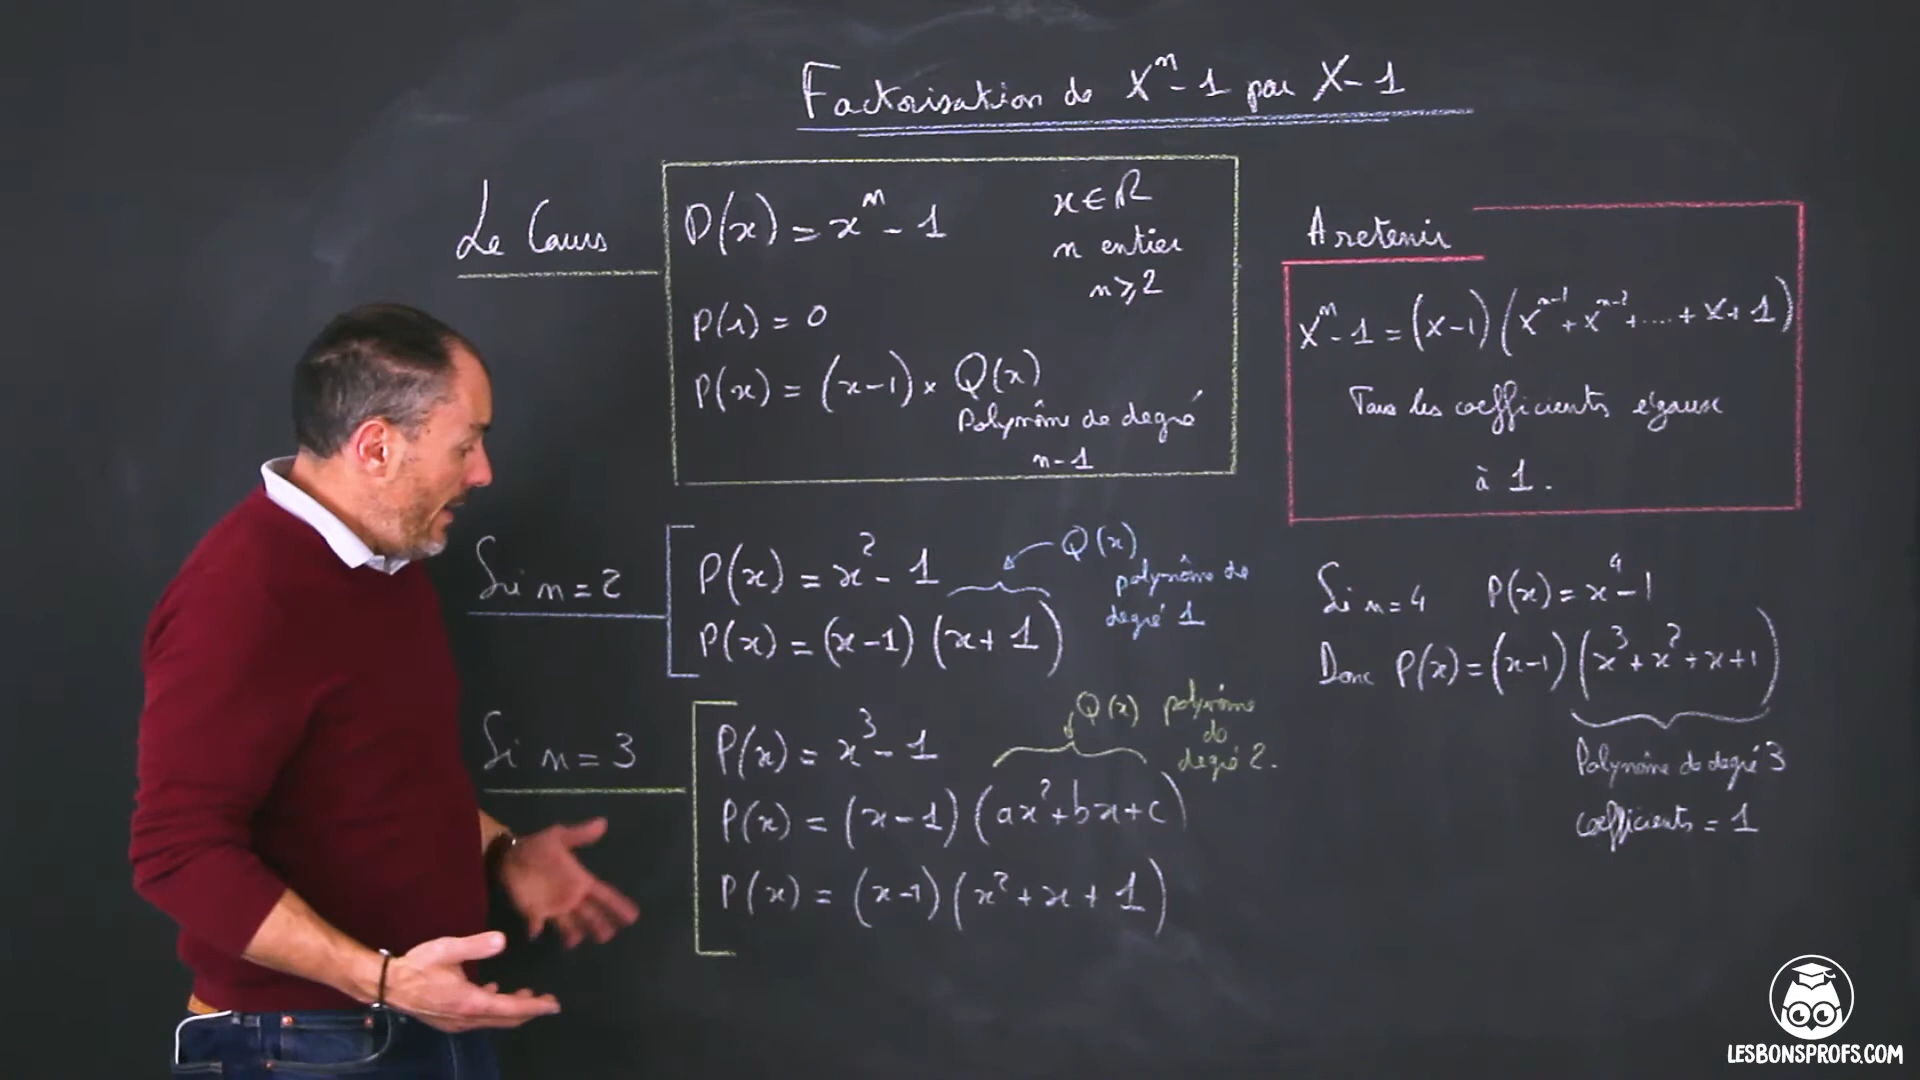 Factorisation de Xⁿ - 1 par X - 1
Le Cours
P(x) = xⁿ - 1
x ∈ ℝ
n entier
n ⩾ 2
P(1) = 0
P(x) = (x-1) × Q(x)
Polynôme de degré
n-1
A retenir
Xⁿ - 1 = (X-1)(Xⁿ⁻¹ + Xⁿ⁻² + .... + X + 1)
Tous les coefficients égaux
à 1.
Si n = 2
P(x) = x² - 1
Q(x)
polynôme de
degré 1
P(x) = (x-1)(x+1)
Si n = 3
P(x) = x³ - 1
Q(x) polynôme
de
degré 2.
P(x) = (x-1)(ax²+bx+c)
P(x) = (x-1)(x²+x+1)
Si n=4 P(x) = x⁴-1
Donc P(x) = (x-1)(x³+x²+x+1)
Polynôme de degré 3
coefficients = 1
LESBONSPROFS.COM